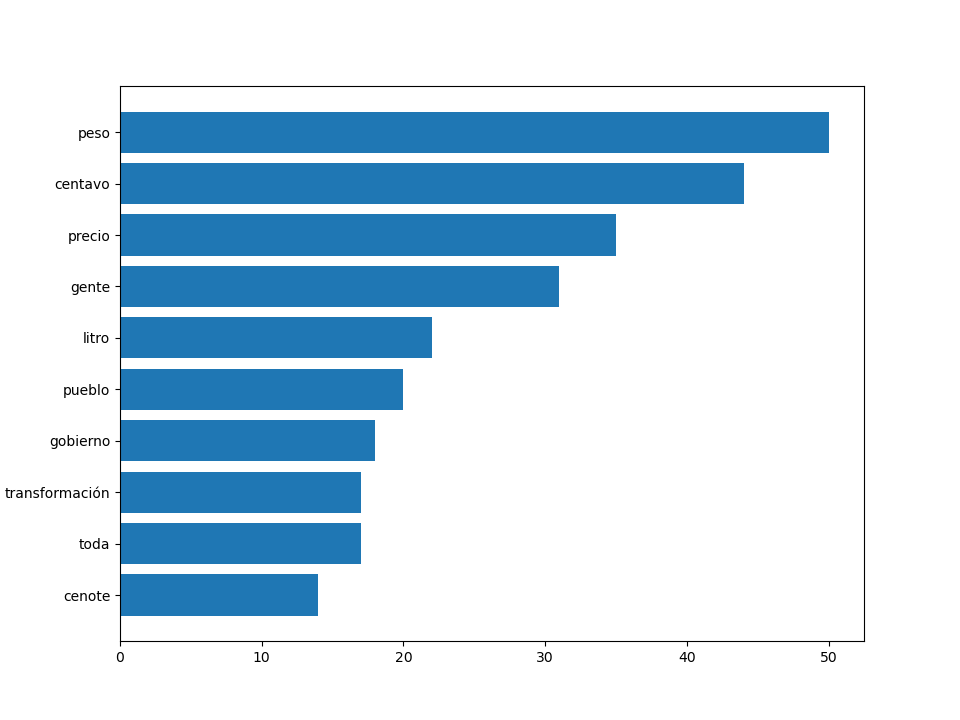 peso
centavo
precio
gente
litro
pueblo
gobierno
transformación
toda
cenote
0 10 20 30 40 50